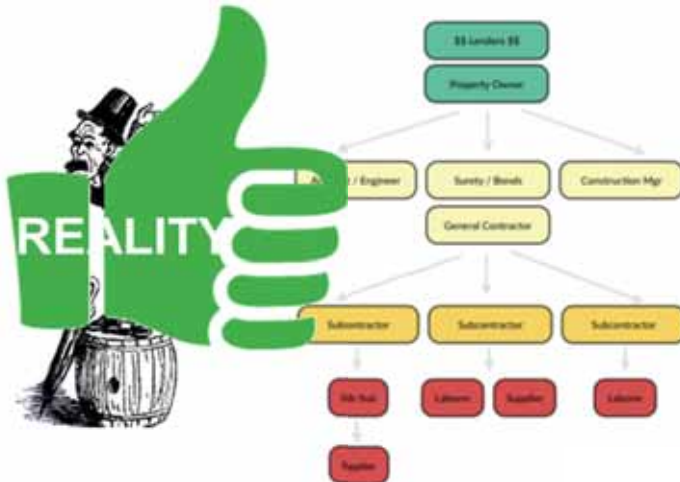 $$ Lenders $$
Property Owner
/ Engineer
Surety / Bonds
Construction Mgr
General Contractor
REALITY
Subcontractor
Subcontractor
Subcontractor
Laborer
Supplier
Laborer
Supplier